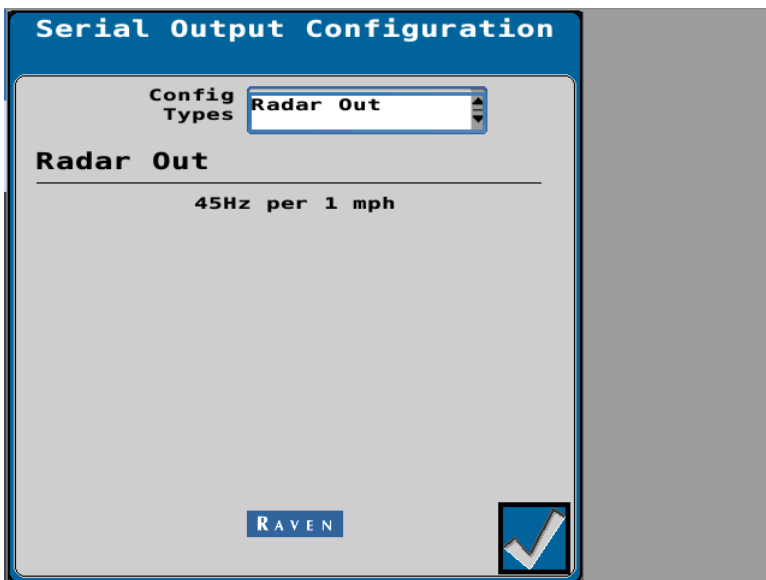 Serial Output Configuration
Config
Types
Radar Out
Radar Out
45Hz per 1 mph
RAVEN